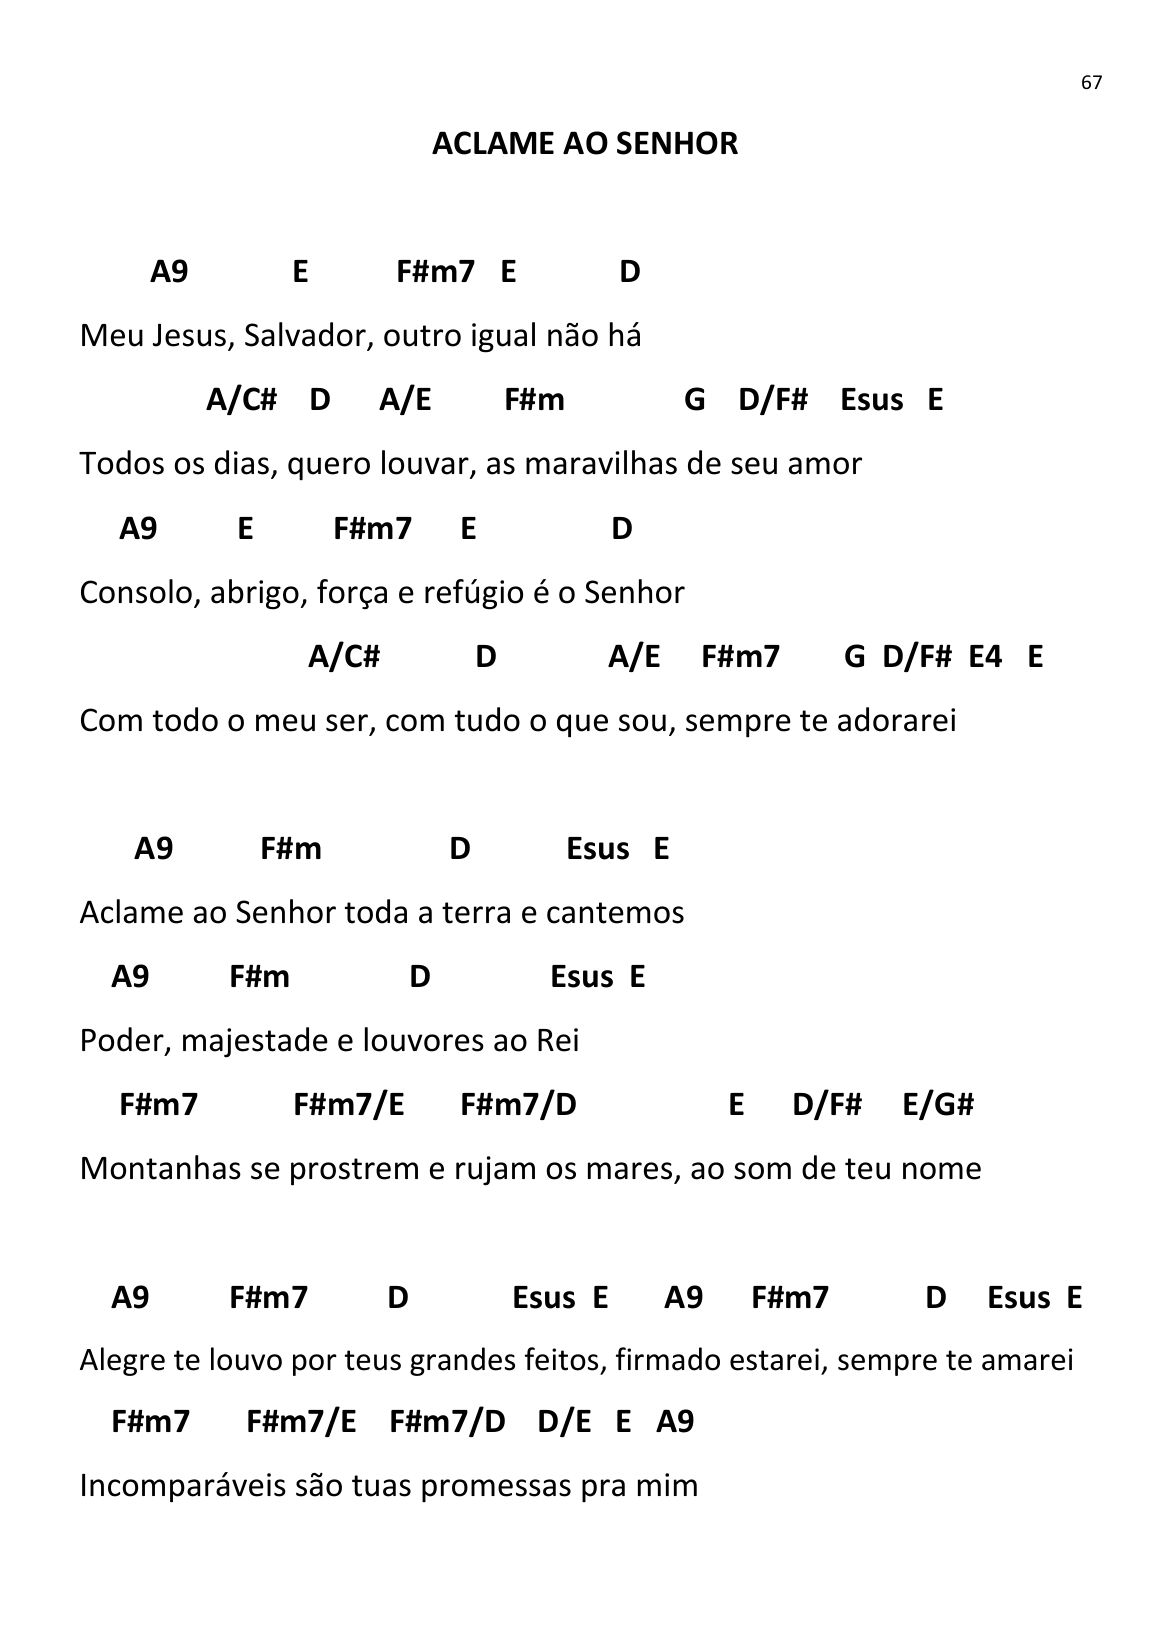 67
ACLAME AO SENHOR
A9 E F#m7 E D
Meu Jesus, Salvador, outro igual não há
A/C# D A/E F#m G D/F# Esus E
Todos os dias, quero louvar, as maravilhas de seu amor
A9 E F#m7 E D
Consolo, abrigo, força e refúgio é o Senhor
A/C# D A/E F#m7 G D/F# E4 E
Com todo o meu ser, com tudo o que sou, sempre te adorarei
A9 F#m D Esus E
Aclame ao Senhor toda a terra e cantemos
A9 F#m D Esus E
Poder, majestade e louvores ao Rei
F#m7 F#m7/E F#m7/D E D/F# E/G#
Montanhas se prostrem e rujam os mares, ao som de teu nome
A9 F#m7 D Esus E A9 F#m7 D Esus E
Alegre te louvo por teus grandes feitos, firmado estarei, sempre te amarei
F#m7 F#m7/E F#m7/D D/E E A9
Incomparáveis são tuas promessas pra mim